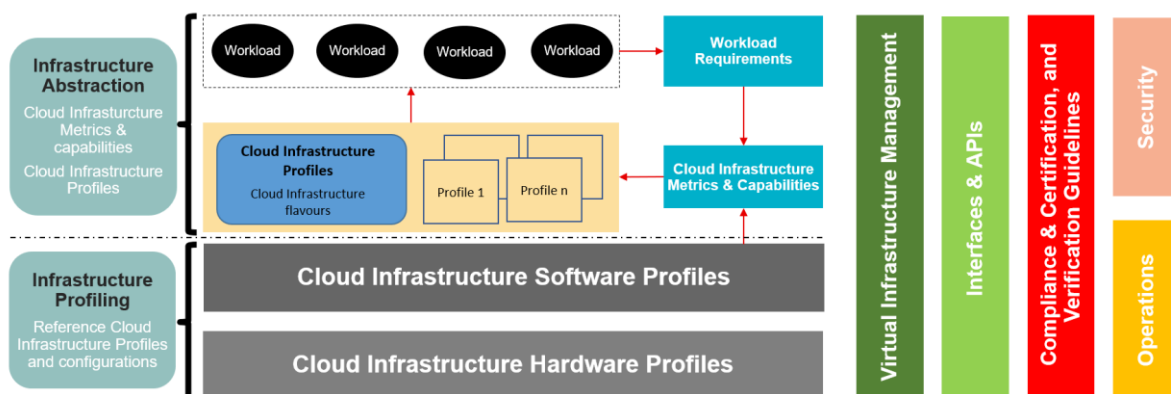 Infrastructure
Abstraction
Cloud Infrasturcture
Metrics &
capabilities
Cloud Infrastructure
Profiles
Workload
Workload
Workload
Workload
Workload
Requirements
Cloud Infrastructure
Profiles
Cloud Infrastructure
flavours
Profile 1
Profile n
Cloud Infrastructure
Metrics & Capabilities
Infrastructure
Profiling
Reference Cloud
Infrastructure Profiles
and configurations
Cloud Infrastructure Software Profiles
Cloud Infrastructure Hardware Profiles
Virtual Infrastructure Management
Interfaces & APIs
Compliance & Certification, and
Verification Guidelines
Security
Operations